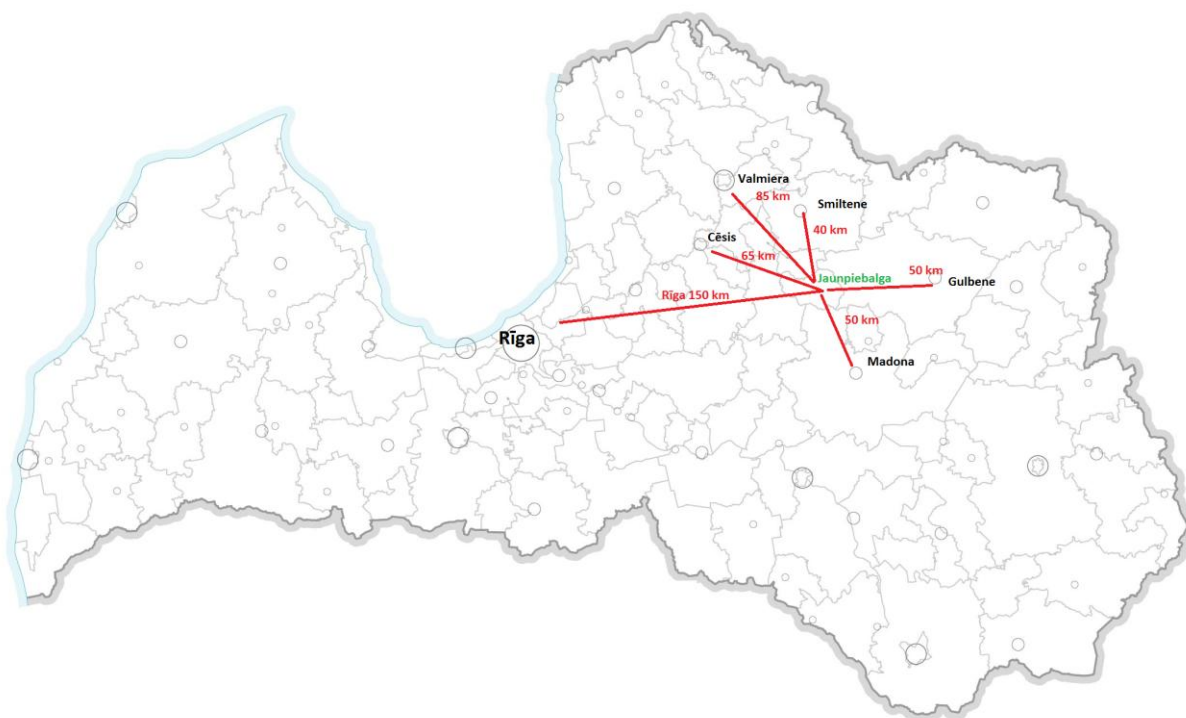 Valmiera
85 km
Smiltene
40 km
Cēsis
65 km
Jaunpiebalga
50 km
Gulbene
Rīga 150 km
50 km
Rīga
Madona